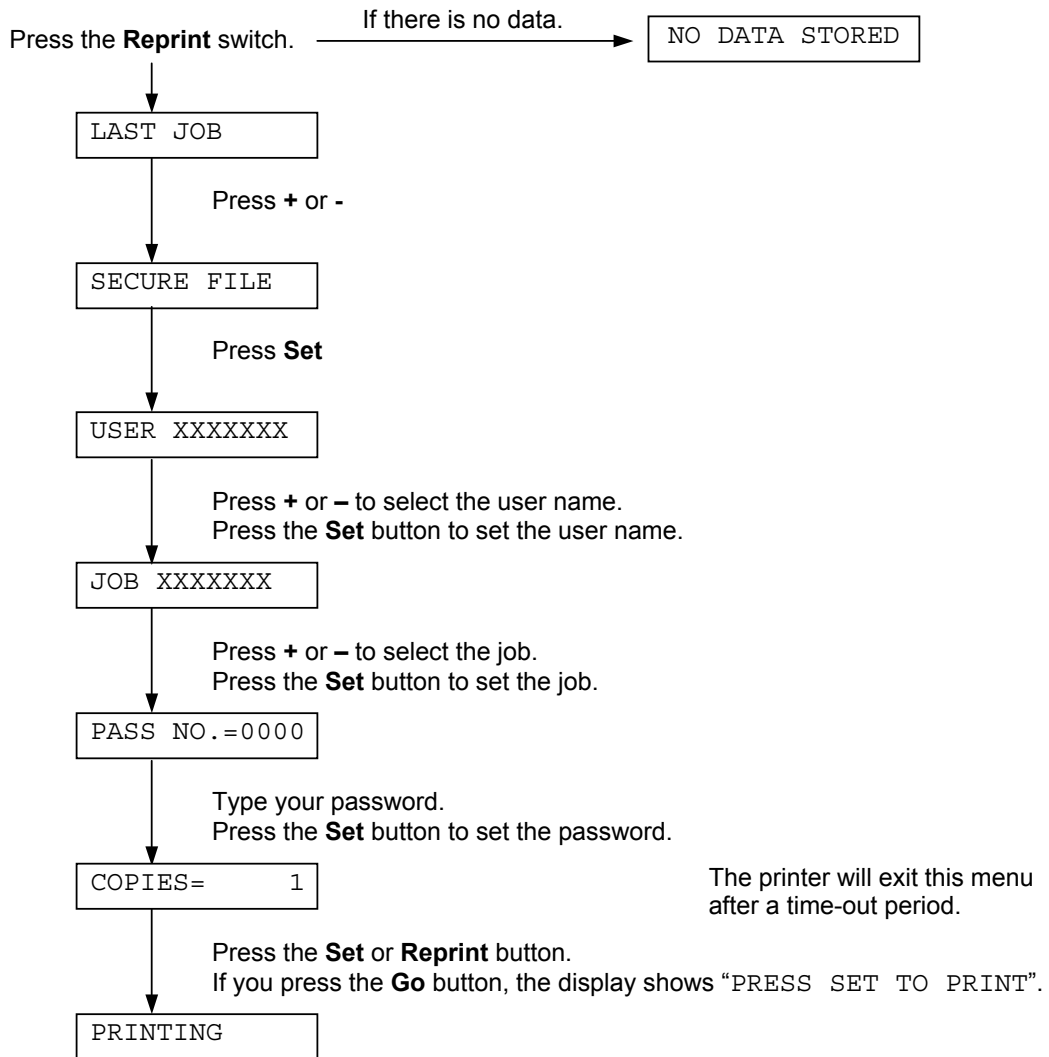 If there is no data.
Press the Reprint switch.
NO DATA STORED
LAST JOB
Press + or -
SECURE FILE
Press Set
USER XXXXXXX
Press + or – to select the user name.
Press the Set button to set the user name.
JOB XXXXXXX
Press + or – to select the job.
Press the Set button to set the job.
PASS NO.=0000
Type your password.
Press the Set button to set the password.
COPIES= 1
The printer will exit this menu
after a time-out period.
Press the Set or Reprint button.
If you press the Go button, the display shows “PRESS SET TO PRINT”.
PRINTING